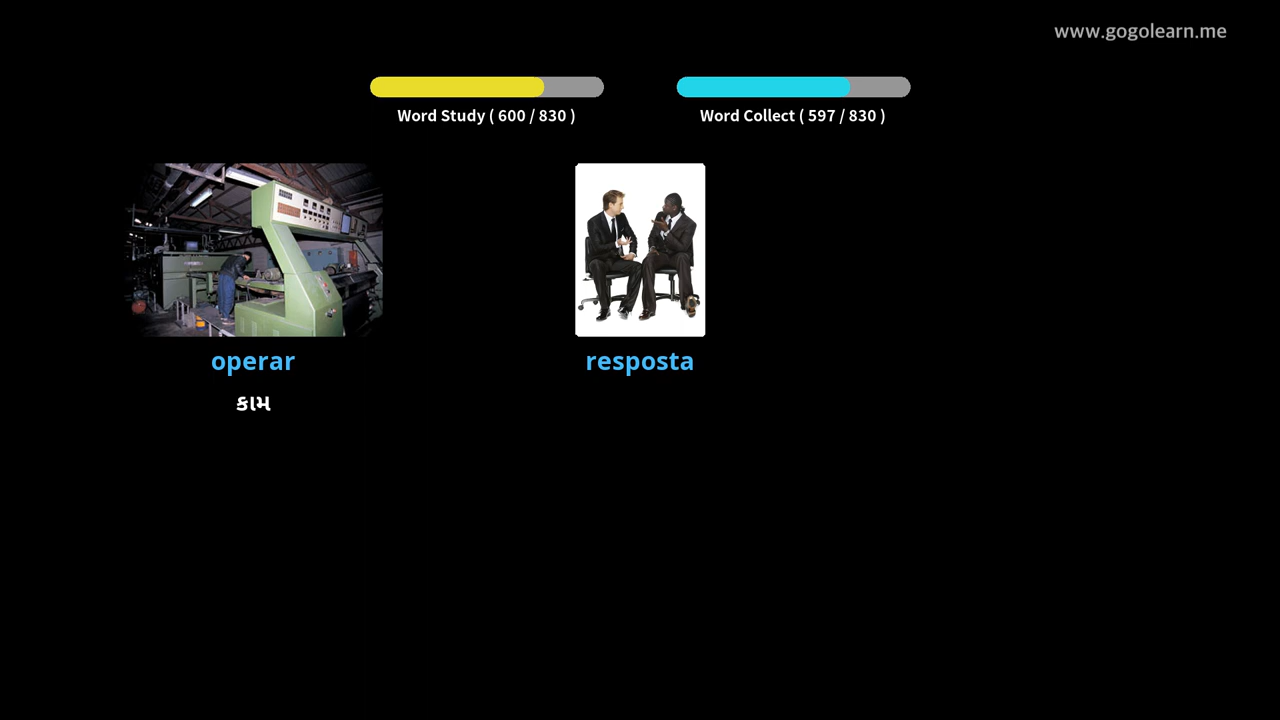 www.gogolearn.me
Word Study ( 600 / 830 )
Word Collect ( 597 / 830 )
operar
resposta
કામ